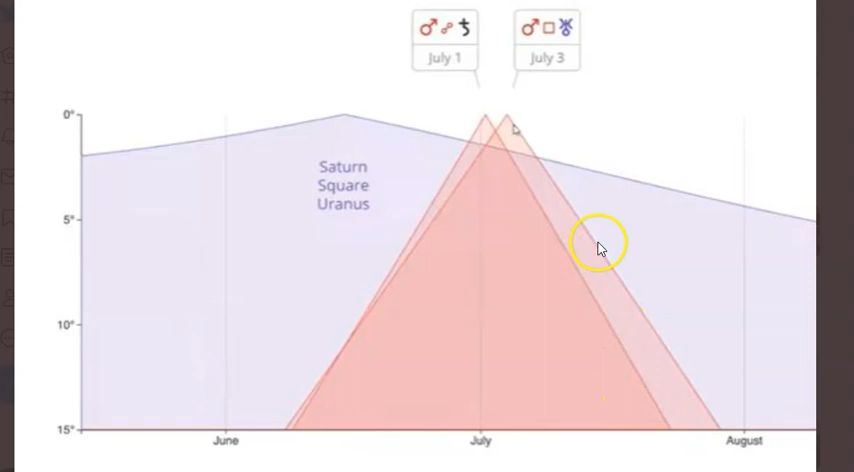 ♂☍♄
July 1
♂□♅
July 3
0°
5°
10°
15°
Saturn
Square
Uranus
June
July
August